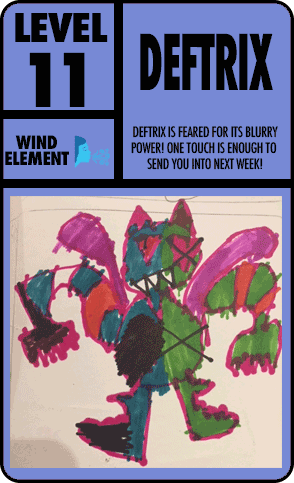 LEVEL
11
DEFTRIX
WIND
ELEMENT
DEFTRIX IS FEARED FOR ITS BLURRY
POWER! ONE TOUCH IS ENOUGH TO
SEND YOU INTO NEXT WEEK!